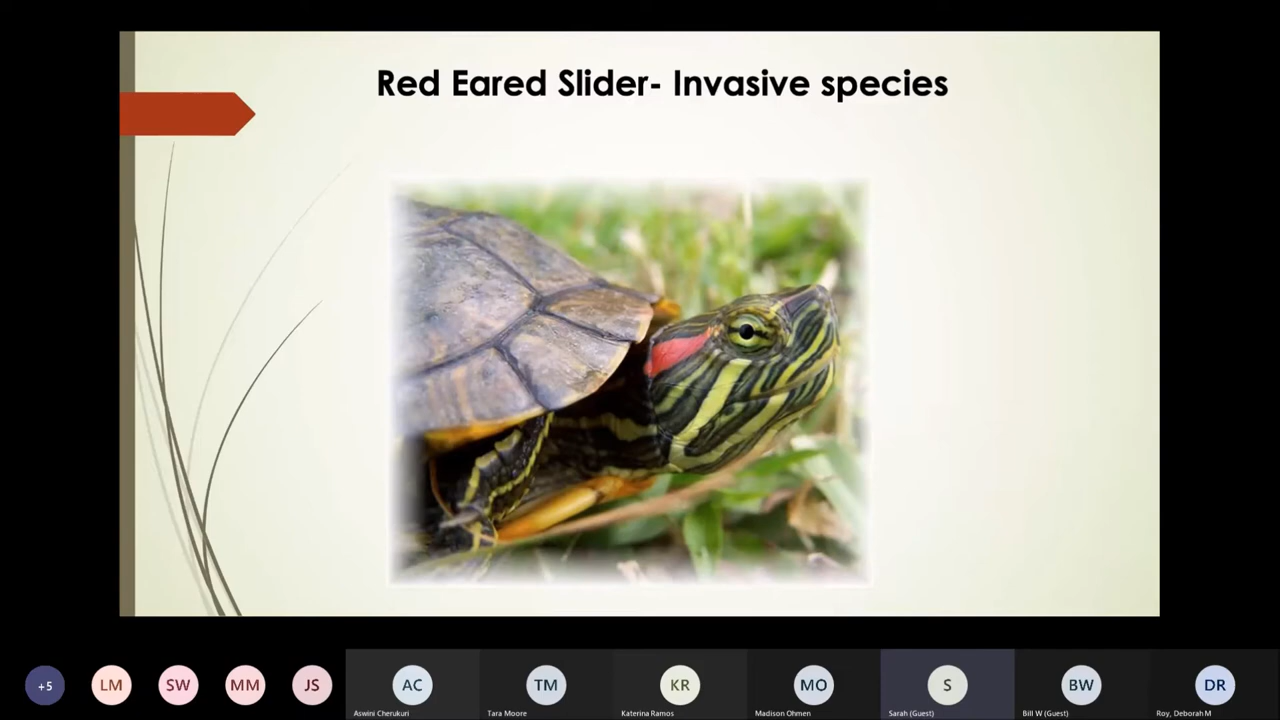 Red Eared Slider- Invasive species
+5
LM
SW
MM
JS
AC
TM
KR
MO
S
BW
DR
Aswini Cherukuri
Tara Moore
Katerina Ramos
Madison Ohmen
Sarah (Guest)
Bill W (Guest)
Roy, Deborah M